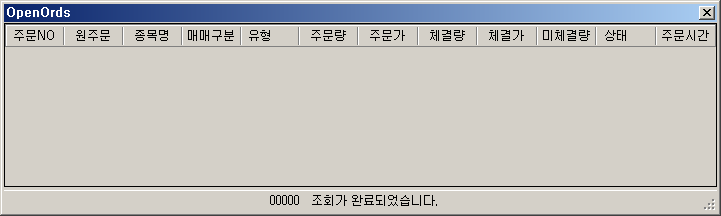 OpenOrds
주문NO 원주문 종목명 매매구분 유형 주문량 주문가 체결량 체결가 미체결량 상태 주문시간
00000 조회가 완료되었습니다.